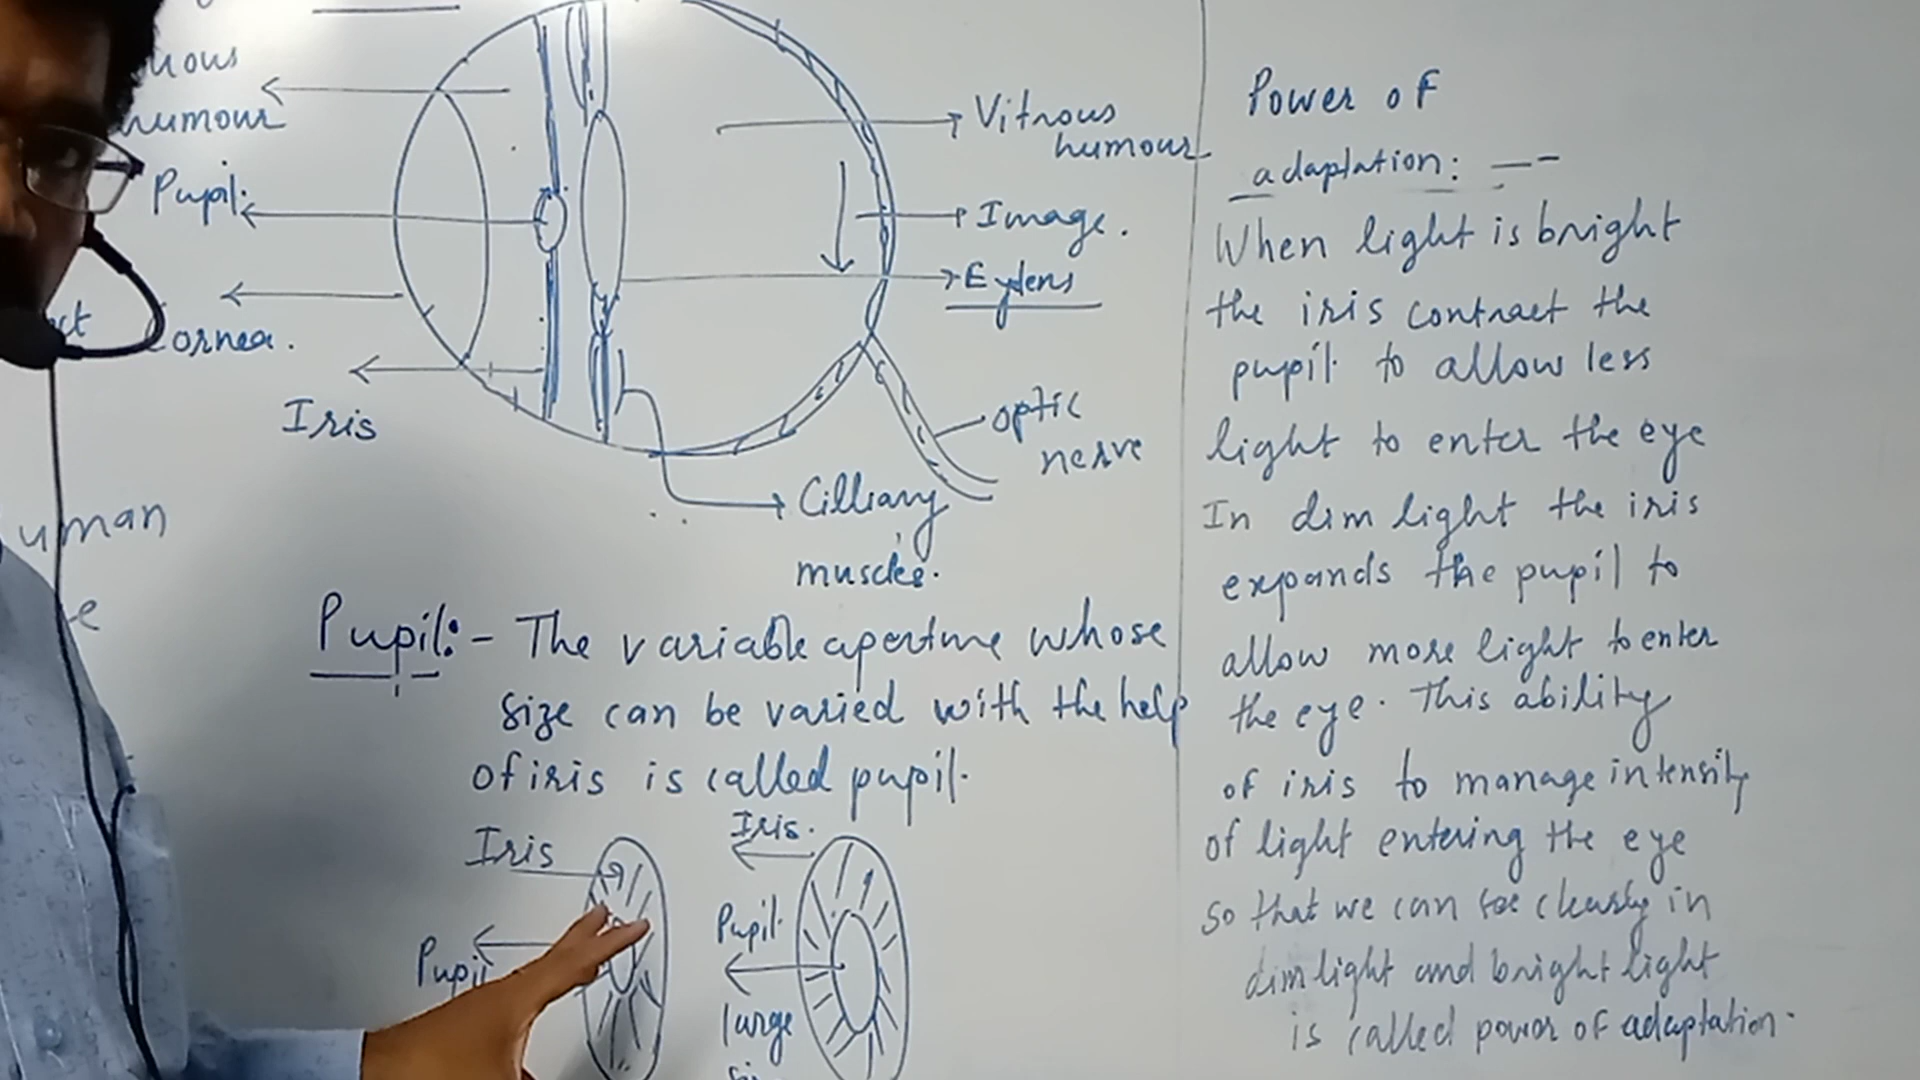 humour
Pupil.
Cornea.
Iris
uman
Vitrous
humour
Image.
Eylens
optic
nerve
Cilliary
muscles.
Pupil:- The variable aperture whose
size can be varied with the help
of iris is called pupil.
Iris
Pupil
Iris.
Pupil.
large
Power of
adaptation: --
When light is bright
the iris contract the
pupil to allow less
light to enter the eye
In dim light the iris
expands the pupil to
allow more light to enter
the eye. This ability
of iris to manage intensity
of light entering the eye
so that we can see clearly in
dim light and bright light
is called power of adaptation.